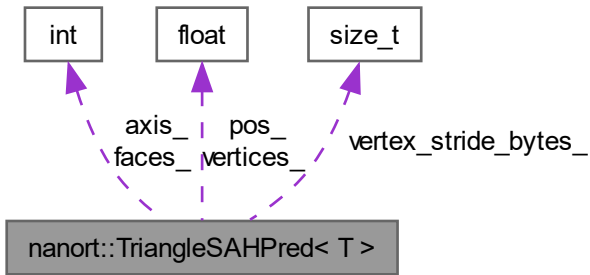 int
float
size_t
axis_
faces_
pos_
vertices_
vertex_stride_bytes_
nanort::TriangleSAHPred< T >